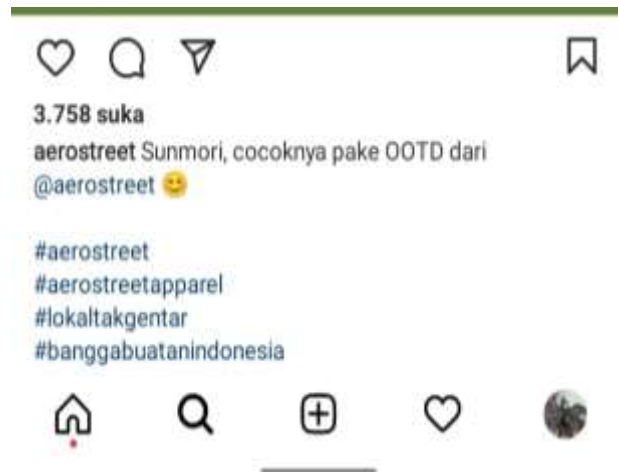 3.758 suka
aerostreet Sunmori, cocoknya pake OOTD dari
@aerostreet 😊
#aerostreet
#aerostreetapparel
#lokaltakgentar
#banggabuatanindonesia